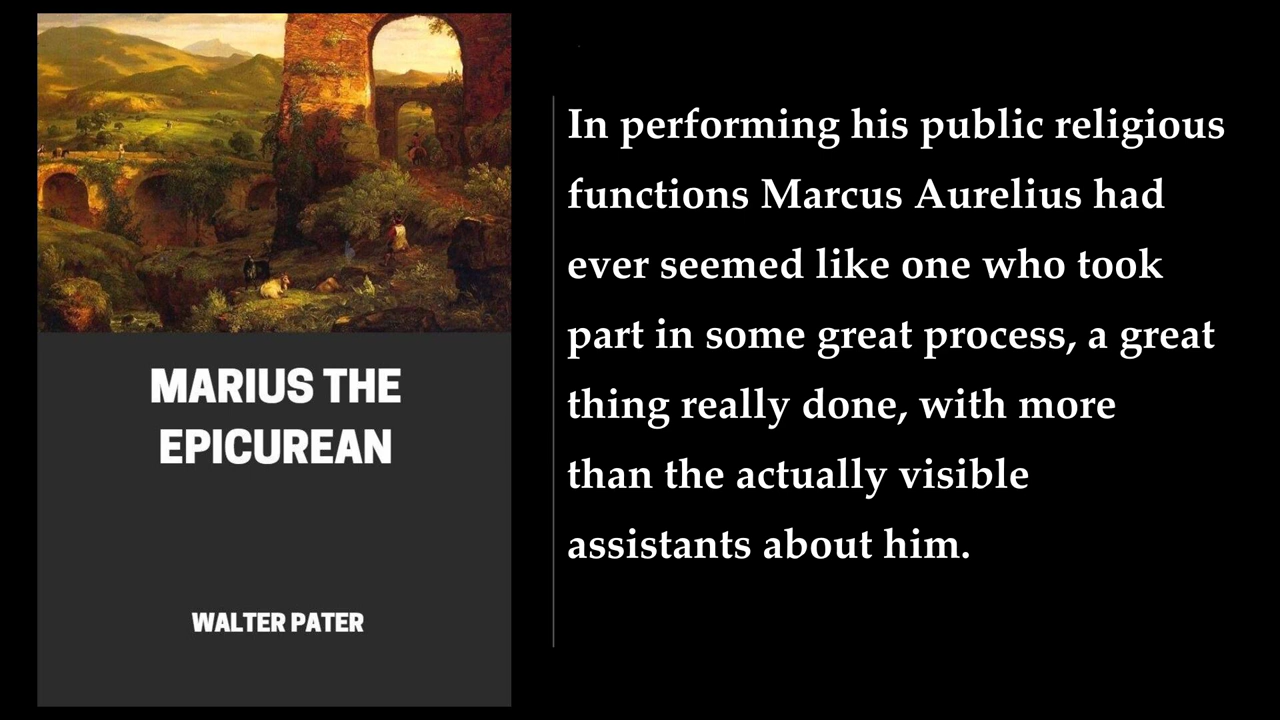 MARIUS THE
EPICUREAN
WALTER PATER
In performing his public religious
functions Marcus Aurelius had
ever seemed like one who took
part in some great process, a great
thing really done, with more
than the actually visible
assistants about him.